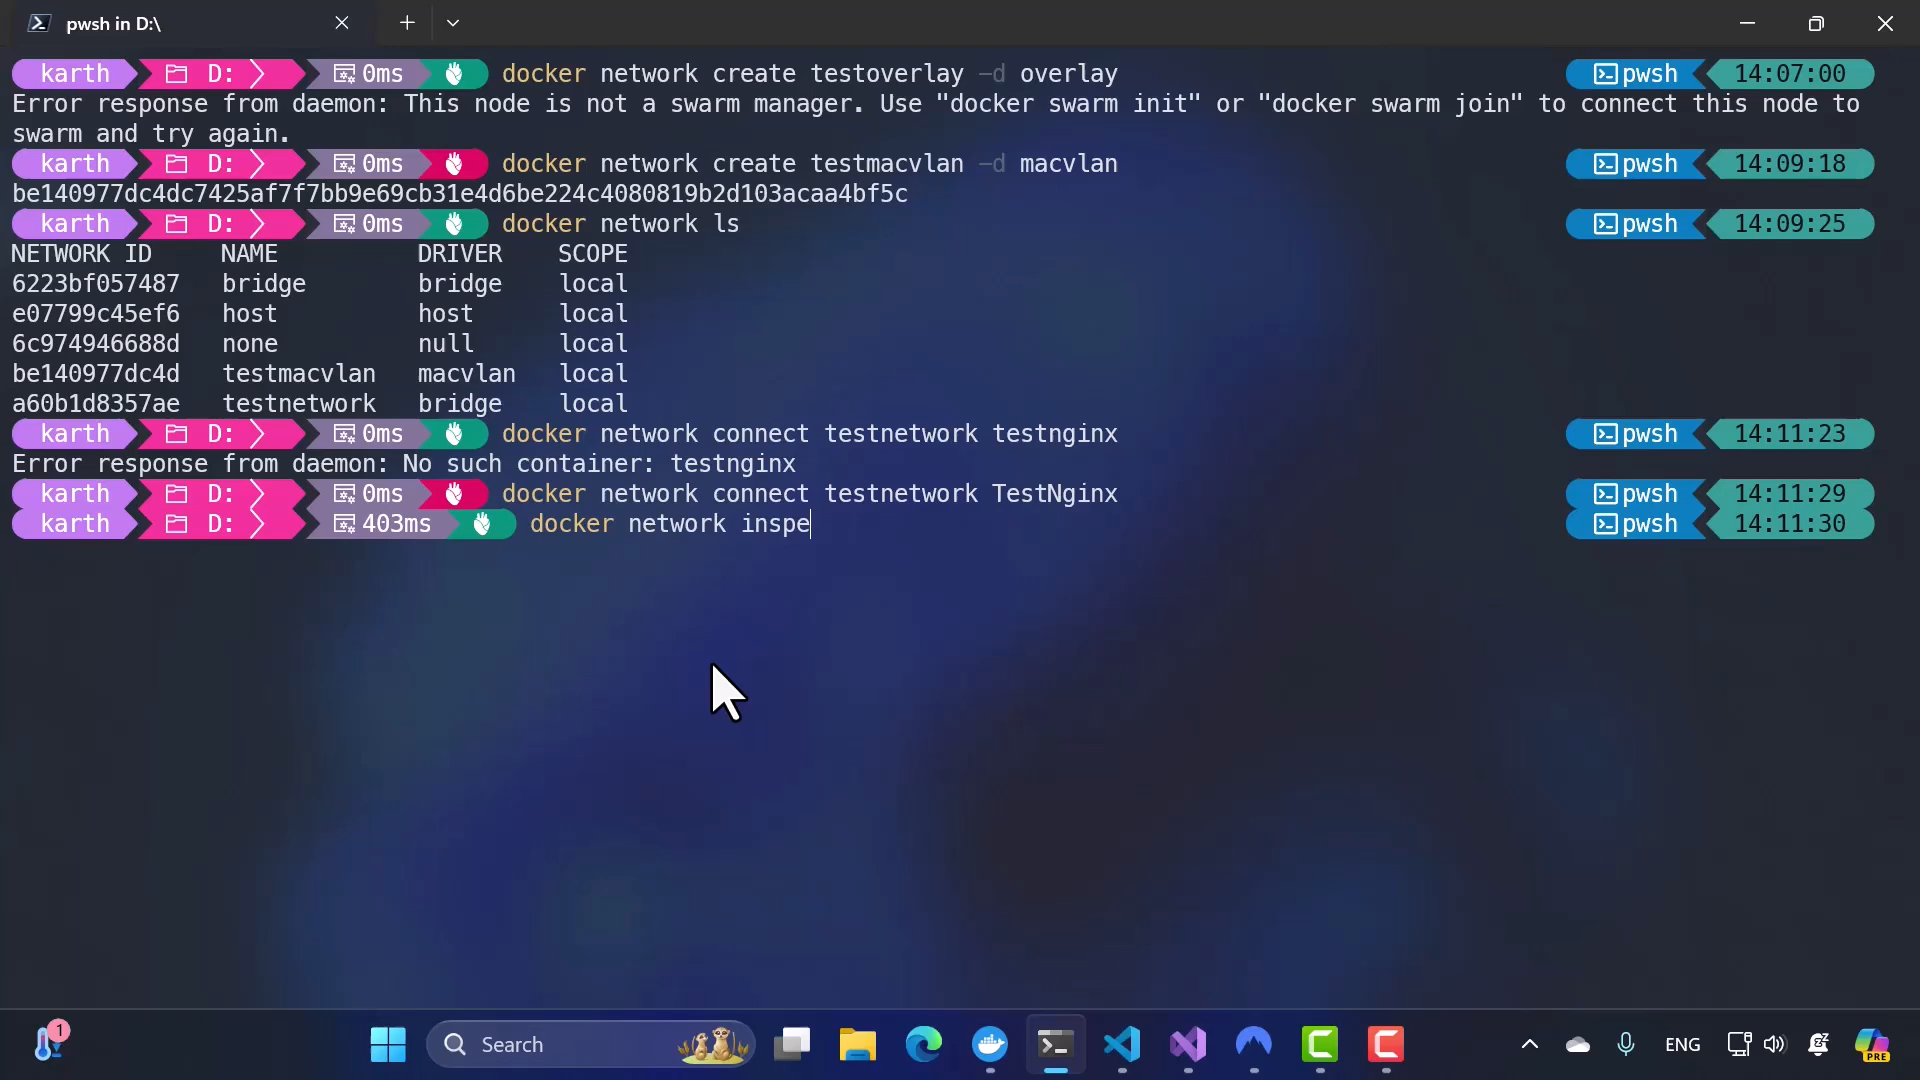 pwsh in D:\
karth D: 0ms docker network create testoverlay -d overlay pwsh 14:07:00
Error response from daemon: This node is not a swarm manager. Use "docker swarm init" or "docker swarm join" to connect this node to
swarm and try again.
karth D: 0ms docker network create testmacvlan -d macvlan pwsh 14:09:18
be140977dc4dc7425af7f7bb9e69cb31e4d6be224c4080819b2d103acaa4bf5c
karth D: 0ms docker network ls pwsh 14:09:25
NETWORK ID NAME DRIVER SCOPE
6223bf057487 bridge bridge local
e07799c45ef6 host host local
6c974946688d none null local
be140977dc4d testmacvlan macvlan local
a60b1d8357ae testnetwork bridge local
karth D: 0ms docker network connect testnetwork testnginx pwsh 14:11:23
Error response from daemon: No such container: testnginx
karth D: 0ms docker network connect testnetwork TestNginx pwsh 14:11:29
karth D: 403ms docker network inspe pwsh 14:11:30
1 Search ENG PRE